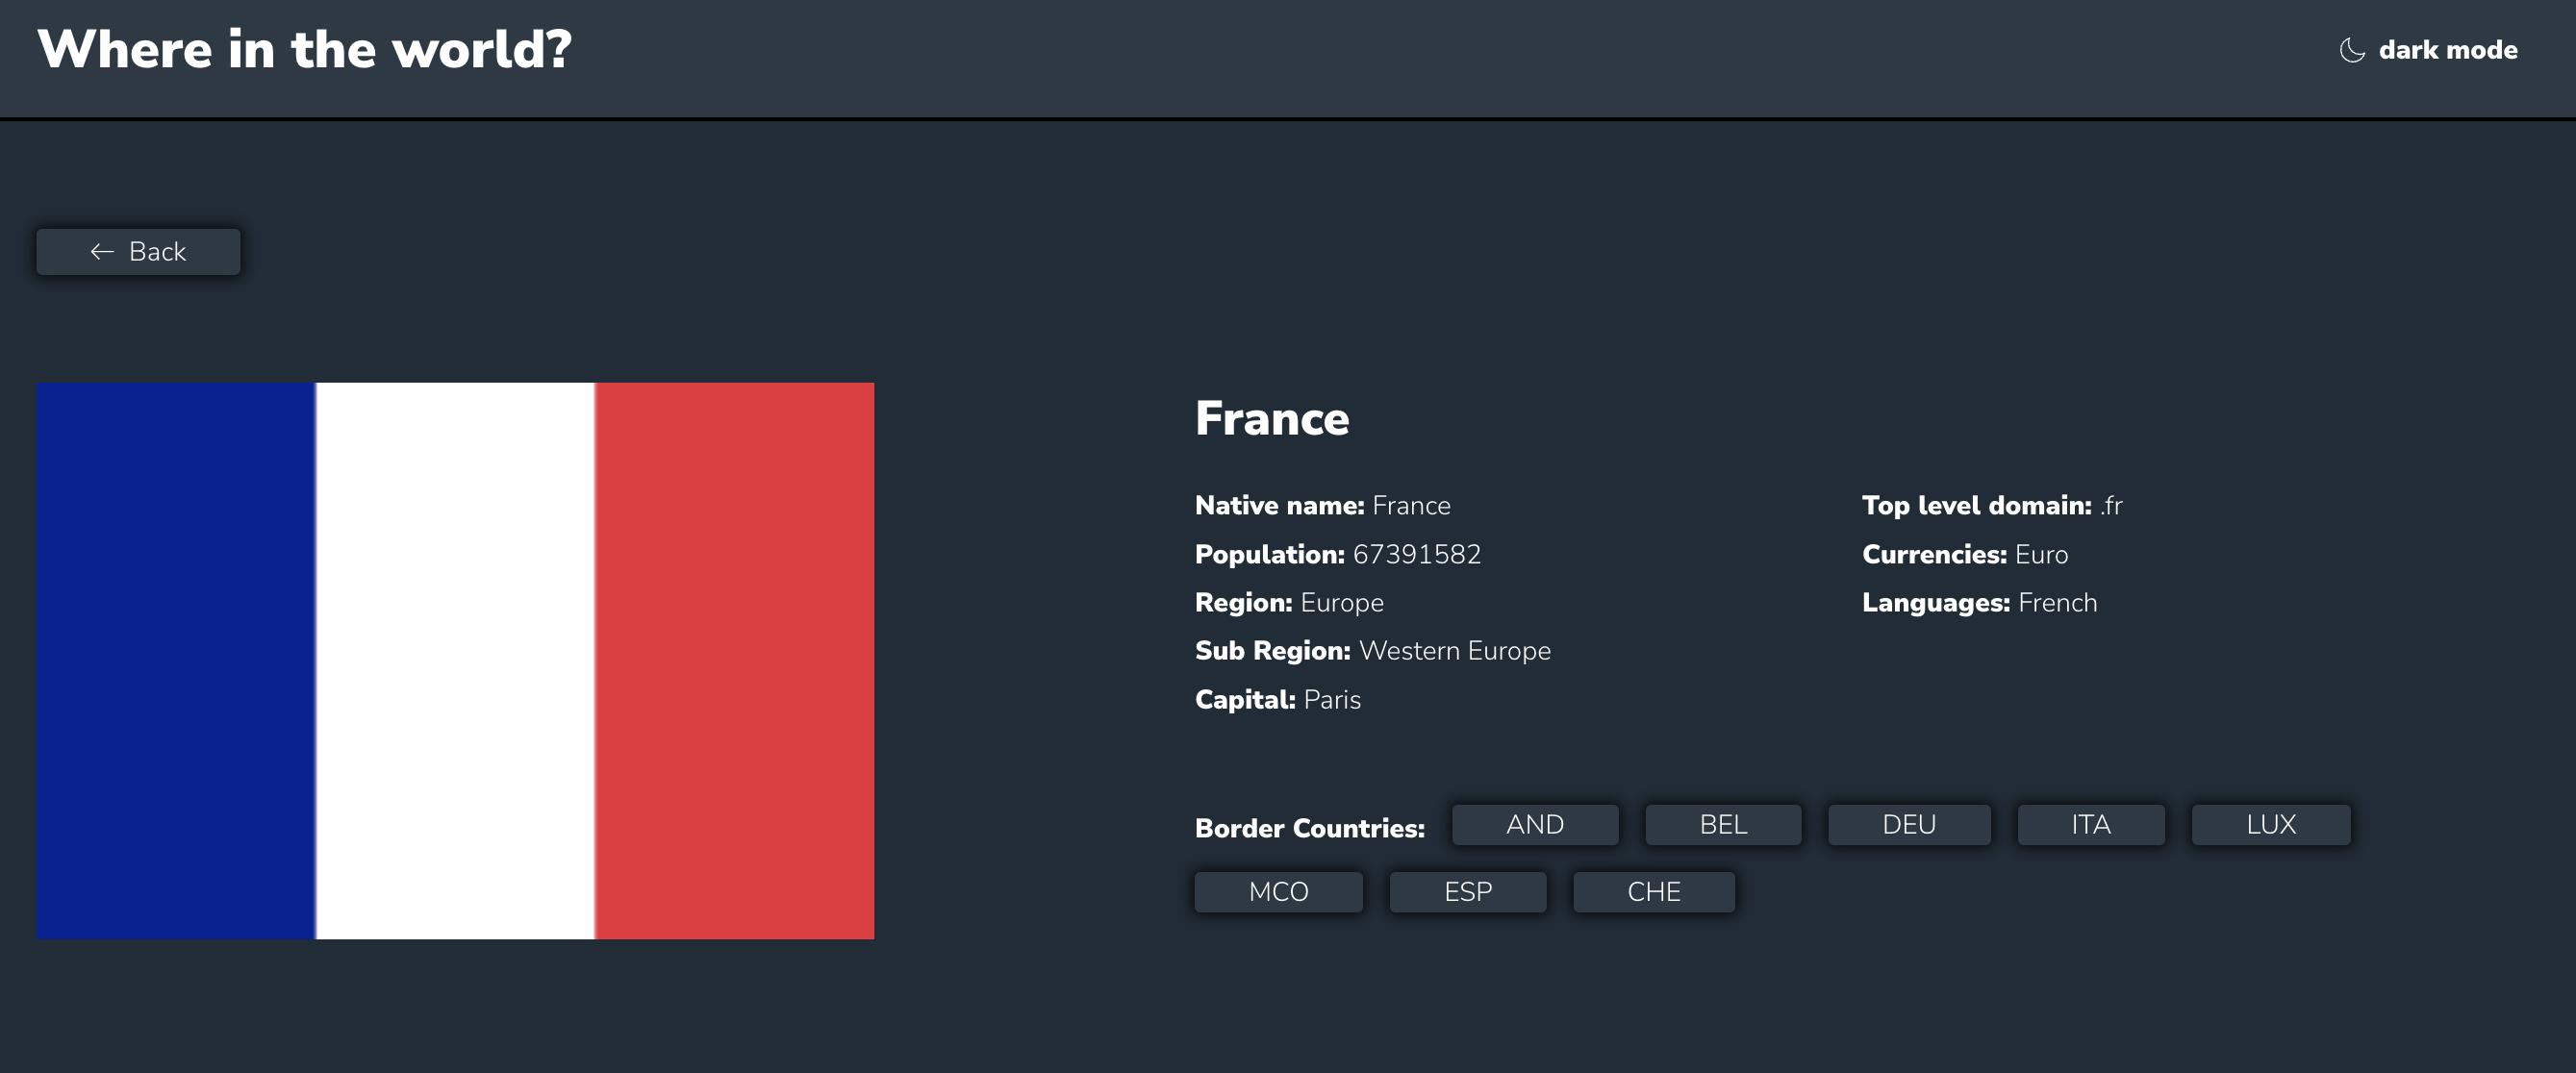 Where in the world?
dark mode
Back
France
Native name: France
Population: 67391582
Region: Europe
Sub Region: Western Europe
Capital: Paris
Top level domain: .fr
Currencies: Euro
Languages: French
Border Countries: AND BEL DEU ITA LUX
MCO ESP CHE